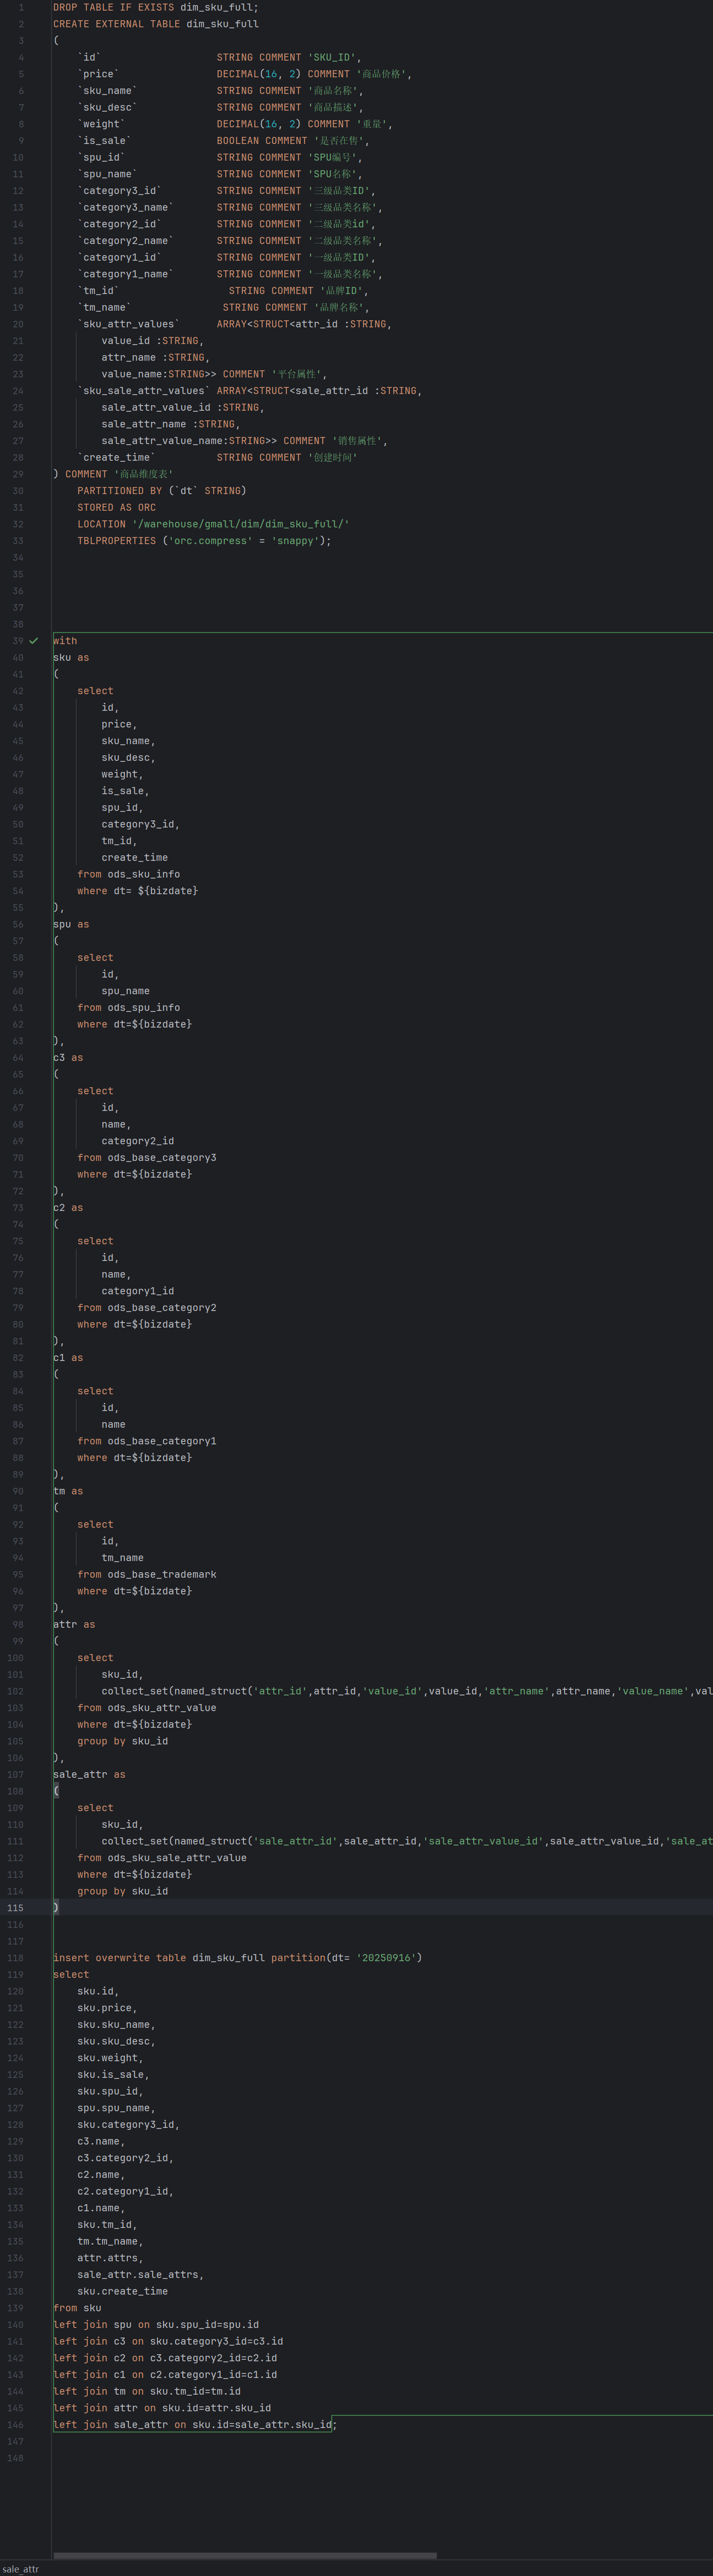 1 DROP TABLE IF EXISTS dim_sku_full;
2 CREATE EXTERNAL TABLE dim_sku_full
3 (
4 `id` STRING COMMENT 'SKU_ID',
5 `price` DECIMAL(16, 2) COMMENT '商品价格',
6 `sku_name` STRING COMMENT '商品名称',
7 `sku_desc` STRING COMMENT '商品描述',
8 `weight` DECIMAL(16, 2) COMMENT '重量',
9 `is_sale` BOOLEAN COMMENT '是否在售',
10 `spu_id` STRING COMMENT 'SPU编号',
11 `spu_name` STRING COMMENT 'SPU名称',
12 `category3_id` STRING COMMENT '三级品类ID',
13 `category3_name` STRING COMMENT '三级品类名称',
14 `category2_id` STRING COMMENT '二级品类id',
15 `category2_name` STRING COMMENT '二级品类名称',
16 `category1_id` STRING COMMENT '一级品类ID',
17 `category1_name` STRING COMMENT '一级品类名称',
18 `tm_id` STRING COMMENT '品牌ID',
19 `tm_name` STRING COMMENT '品牌名称',
20 `sku_attr_values` ARRAY<STRUCT<attr_id :STRING,
21 value_id :STRING,
22 attr_name :STRING,
23 value_name:STRING>> COMMENT '平台属性',
24 `sku_sale_attr_values` ARRAY<STRUCT<sale_attr_id :STRING,
25 sale_attr_value_id :STRING,
26 sale_attr_name :STRING,
27 sale_attr_value_name:STRING>> COMMENT '销售属性',
28 `create_time` STRING COMMENT '创建时间'
29 ) COMMENT '商品维度表'
30 PARTITIONED BY (`dt` STRING)
31 STORED AS ORC
32 LOCATION '/warehouse/gmall/dim/dim_sku_full/'
33 TBLPROPERTIES ('orc.compress' = 'snappy');
34
35
36
37
38
39 with
40 sku as
41 (
42 select
43 id,
44 price,
45 sku_name,
46 sku_desc,
47 weight,
48 is_sale,
49 spu_id,
50 category3_id,
51 tm_id,
52 create_time
53 from ods_sku_info
54 where dt= ${bizdate}
55 ),
56 spu as
57 (
58 select
59 id,
60 spu_name
61 from ods_spu_info
62 where dt=${bizdate}
63 ),
64 c3 as
65 (
66 select
67 id,
68 name,
69 category2_id
70 from ods_base_category3
71 where dt=${bizdate}
72 ),
73 c2 as
74 (
75 select
76 id,
77 name,
78 category1_id
79 from ods_base_category2
80 where dt=${bizdate}
81 ),
82 c1 as
83 (
84 select
85 id,
86 name
87 from ods_base_category1
88 where dt=${bizdate}
89 ),
90 tm as
91 (
92 select
93 id,
94 tm_name
95 from ods_base_trademark
96 where dt=${bizdate}
97 ),
98 attr as
99 (
100 select
101 sku_id,
102 collect_set(named_struct('attr_id',attr_id,'value_id',value_id,'attr_name',attr_name,'value_name',val
103 from ods_sku_attr_value
104 where dt=${bizdate}
105 group by sku_id
106 ),
107 sale_attr as
108 (
109 select
110 sku_id,
111 collect_set(named_struct('sale_attr_id',sale_attr_id,'sale_attr_value_id',sale_attr_value_id,'sale_at
112 from ods_sku_sale_attr_value
113 where dt=${bizdate}
114 group by sku_id
115 )
116
117
118 insert overwrite table dim_sku_full partition(dt= '20250916')
119 select
120 sku.id,
121 sku.price,
122 sku.sku_name,
123 sku.sku_desc,
124 sku.weight,
125 sku.is_sale,
126 sku.spu_id,
127 spu.spu_name,
128 sku.category3_id,
129 c3.name,
130 c3.category2_id,
131 c2.name,
132 c2.category1_id,
133 c1.name,
134 sku.tm_id,
135 tm.tm_name,
136 attr.attrs,
137 sale_attr.sale_attrs,
138 sku.create_time
139 from sku
140 left join spu on sku.spu_id=spu.id
141 left join c3 on sku.category3_id=c3.id
142 left join c2 on c3.category2_id=c2.id
143 left join c1 on c2.category1_id=c1.id
144 left join tm on sku.tm_id=tm.id
145 left join attr on sku.id=attr.sku_id
146 left join sale_attr on sku.id=sale_attr.sku_id;
147
148
sale_attr